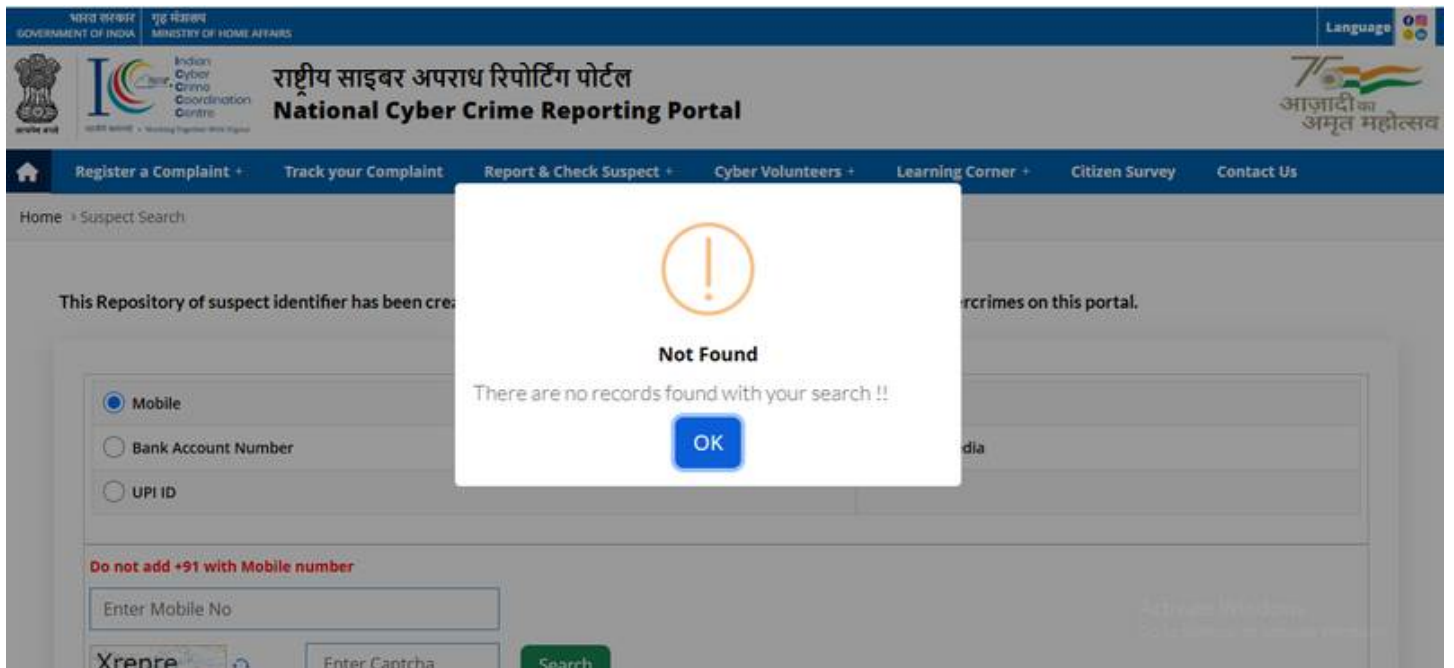 भारत सरकार
GOVERNMENT OF INDIA
गृह मंत्रालय
MINISTRY OF HOME AFFAIRS
Language
Indian
Cyber
Crime
Coordination
Centre
राष्ट्रीय साइबर अपराध रिपोर्टिंग पोर्टल
National Cyber Crime Reporting Portal
आज़ादी का
अमृत महोत्सव
Register a Complaint +
Track your Complaint
Report & Check Suspect +
Cyber Volunteers +
Learning Corner +
Citizen Survey
Contact Us
Home › Suspect Search
This Repository of suspect identifier has been crea
rcrimes on this portal.
Not Found
There are no records found with your search !!
OK
Mobile
Bank Account Number
dia
UPI ID
Do not add +91 with Mobile number
Enter Mobile No
Activate Windows
Xrepre
Enter Captcha
Search